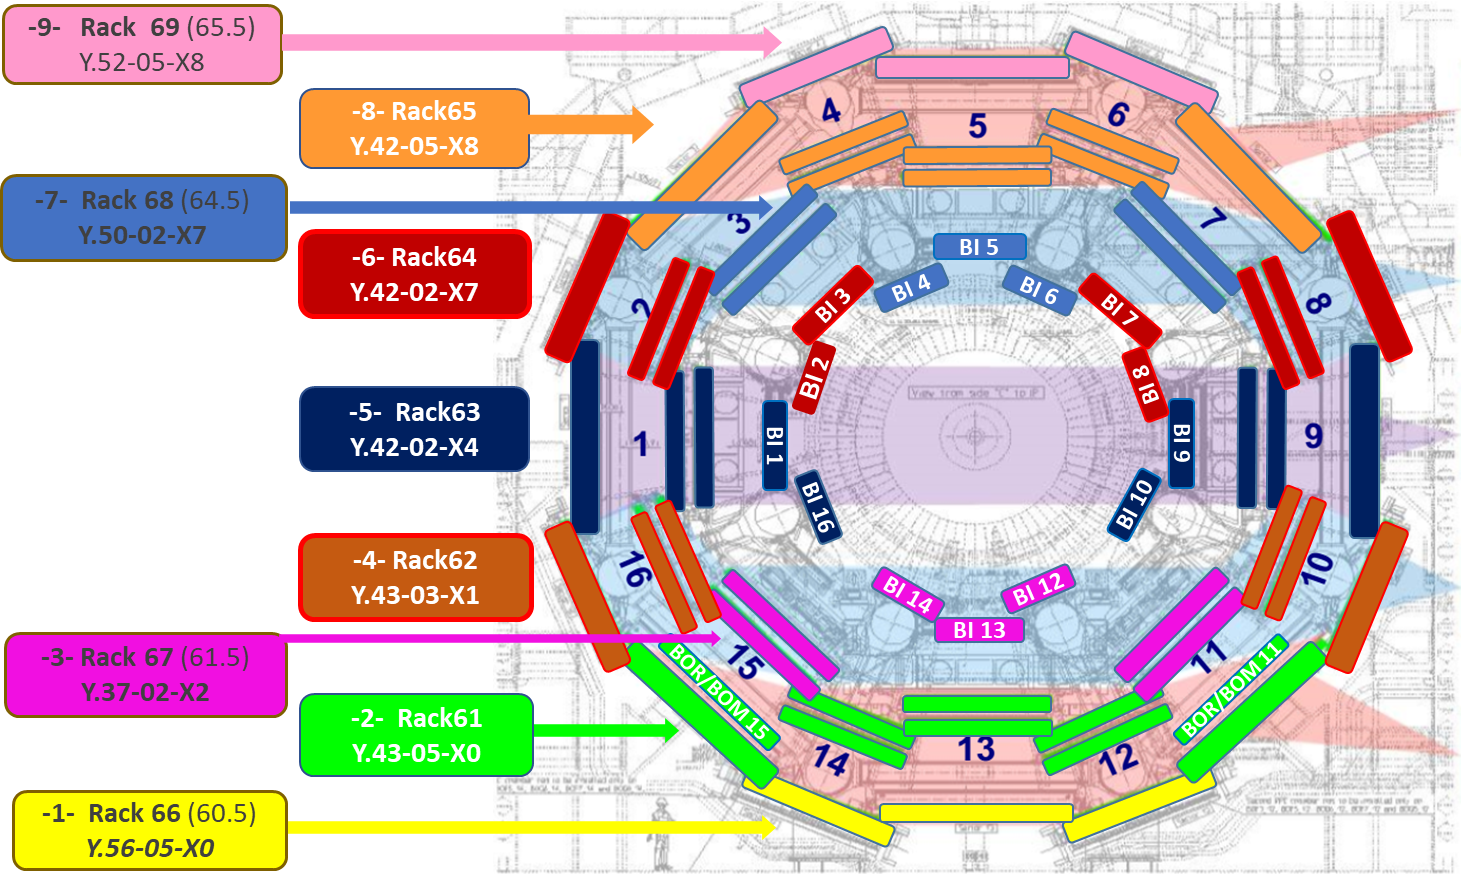 -9- Rack 69 (65.5)
Y.52-05-X8
-8- Rack65
Y.42-05-X8
-7- Rack 68 (64.5)
Y.50-02-X7
-6- Rack64
Y.42-02-X7
-5- Rack63
Y.42-02-X4
-4- Rack62
Y.43-03-X1
-3- Rack 67 (61.5)
Y.37-02-X2
-2- Rack61
Y.43-05-X0
-1- Rack 66 (60.5)
Y.56-05-X0
4
5
6
3
7
2
8
1
9
16
10
15
11
14
13
12
BI 5
BI 4
BI 6
BI 3
BI 7
BI 2
BI 8
BI 1
BI 9
BI 16
BI 10
BI 14
BI 12
BI 13
BOR/BOM 15
BOR/BOM 11
View from side "C" to IP